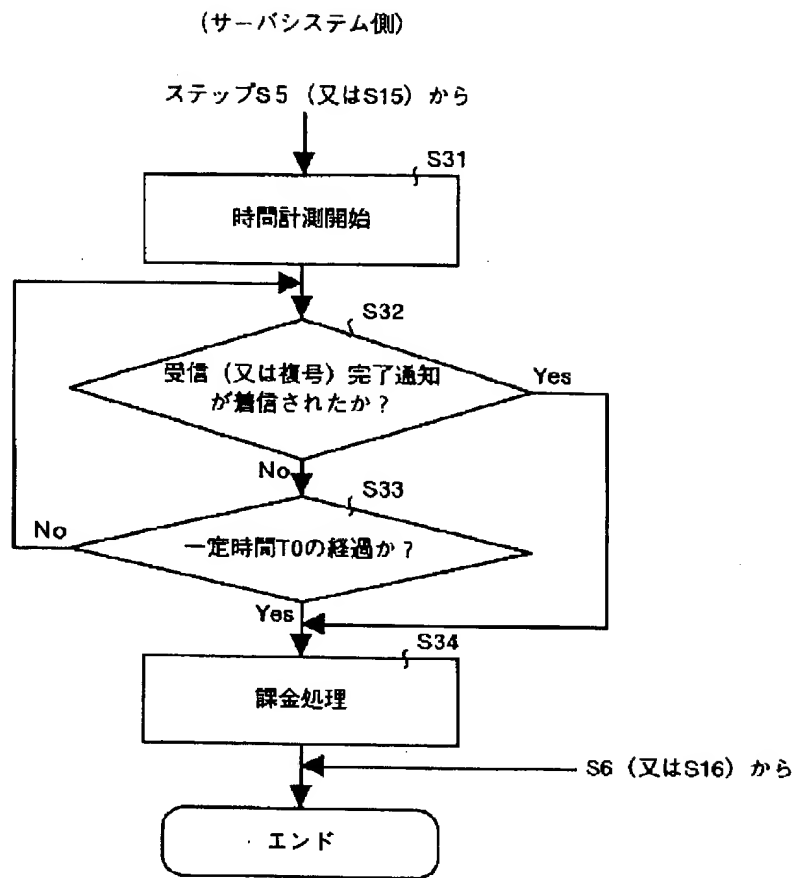 (サーバシステム側)
ステップS5(又はS15)から
S31
時間計測開始
S32
受信(又は復号)完了通知
が着信されたか?
Yes
No
S33
No
一定時間T0の経過か?
Yes
S34
課金処理
S6(又はS16)から
エンド